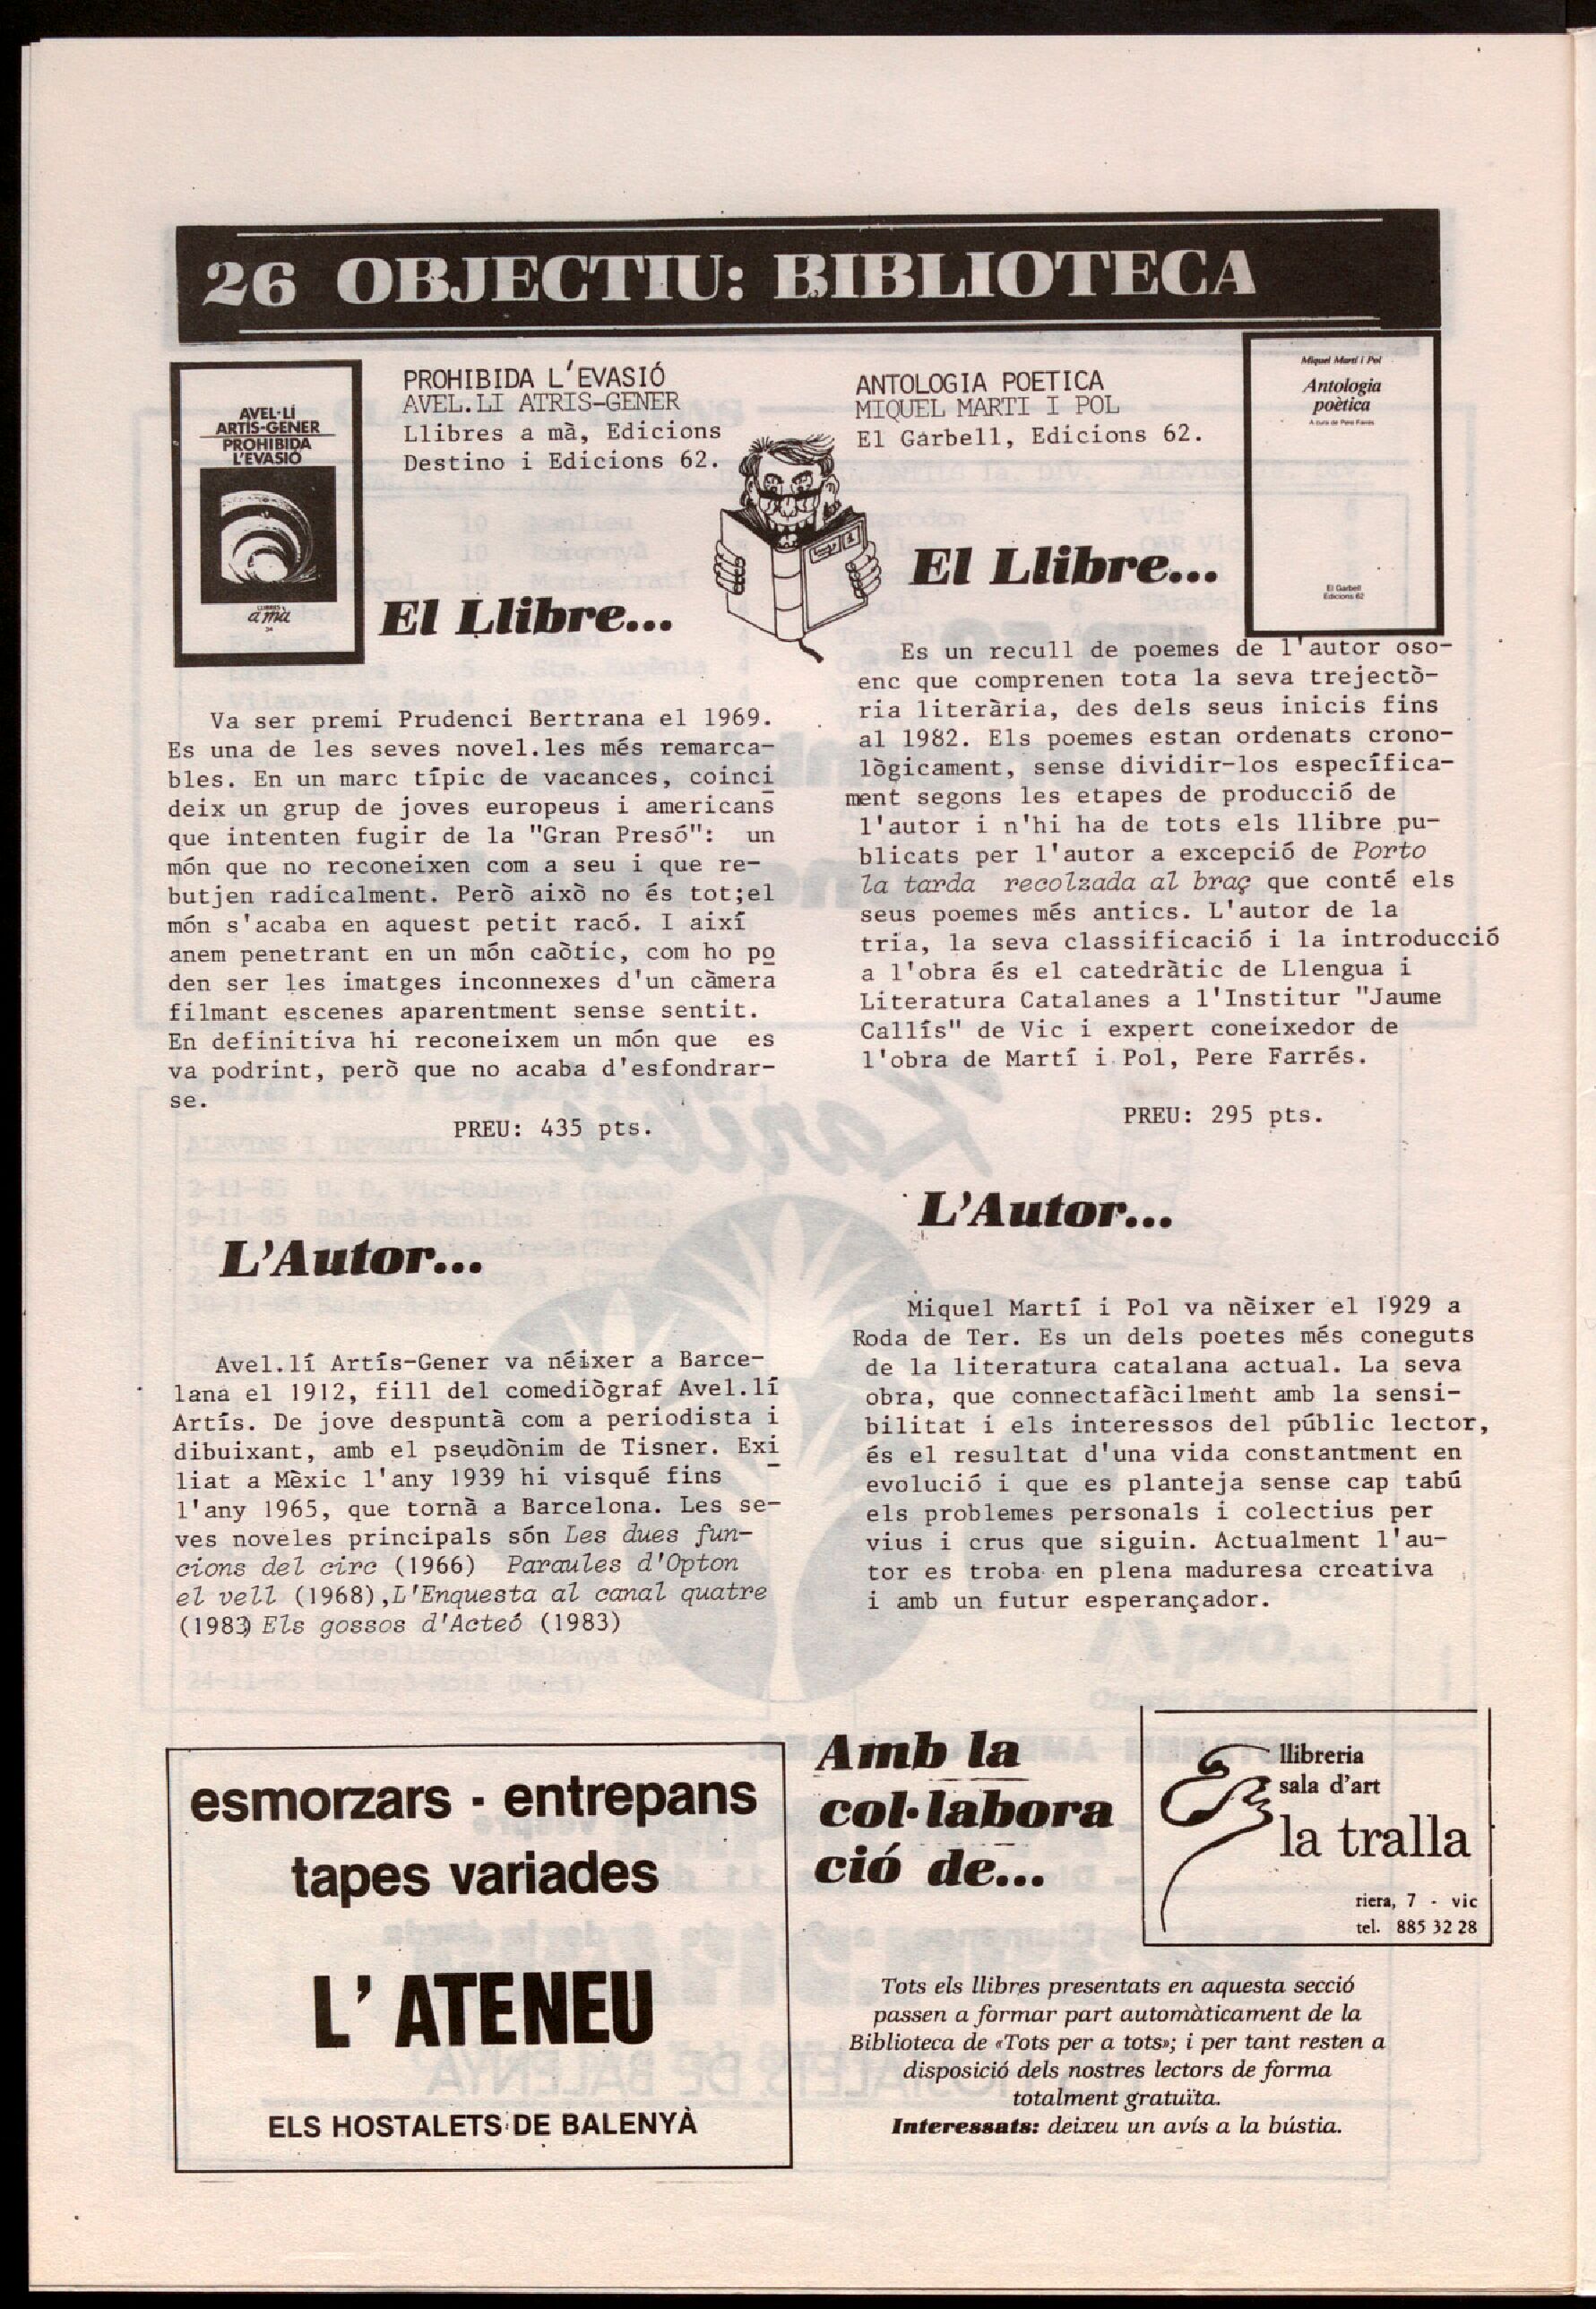 26 OBJECTIU: BIBLIOTECA
AVEL·LÍ
ARTÍS-GENER
PROHIBIDA
L'EVASIÓ
LLIBRES
a mà
PROHIBIDA L'EVASIÓ
AVEL.LI ATRIS-GENER
Llibres a mà, Edicions
Destino i Edicions 62.
El Llibre...
Va ser premi Prudenci Bertrana el 1969.
Es una de les seves novel.les més remarca-
bles. En un marc típic de vacances, coinci
deix un grup de joves europeus i americans
que intenten fugir de la "Gran Presó": un
món que no reconeixen com a seu i que re-
butjen radicalment. Però això no és tot;el
món s'acaba en aquest petit racó. I així
anem penetrant en un món caòtic, com ho po
den ser les imatges inconnexes d'un càmera
filmant escenes aparentment sense sentit.
En definitiva hi reconeixem un món que es
va podrint, però que no acaba d'esfondrar-
se.
PREU: 435 pts.
L'Autor...
Avel.lí Artís-Gener va néixer a Barce-
lana el 1912, fill del comediògraf Avel.lí
Artís. De jove despuntà com a periodista i
dibuixant, amb el pseudònim de Tisner. Exi
liat a Mèxic l'any 1939 hi visqué fins
l'any 1965, que tornà a Barcelona. Les se-
ves noveles principals són Les dues fun-
cions del circ (1966) Paraules d'Opton
el vell (1968),L'Enquesta al canal quatre
(1983) Els gossos d'Acteó (1983)
ANTOLOGIA POETICA
MIQUEL MARTI I POL
El Garbell, Edicions 62.
Miquel Martí i Pol
Antologia
poètica
A cura de Pere Farrés
El Garbell
Edicions 62
El Llibre...
Es un recull de poemes de l'autor oso-
enc que comprenen tota la seva trejectò-
ria literària, des dels seus inicis fins
al 1982. Els poemes estan ordenats crono-
lògicament, sense dividir-los específica-
ment segons les etapes de producció de
l'autor i n'hi ha de tots els llibre pu-
blicats per l'autor a excepció de Porto
la tarda recolzada al braç que conté els
seus poemes més antics. L'autor de la
tria, la seva classificació i la introducció
a l'obra és el catedràtic de Llengua i
Literatura Catalanes a l'Institur "Jaume
Callís" de Vic i expert coneixedor de
l'obra de Martí i Pol, Pere Farrés.
PREU: 295 pts.
L'Autor...
Miquel Martí i Pol va nèixer el 1929 a
Roda de Ter. Es un dels poetes més coneguts
de la literatura catalana actual. La seva
obra, que connectafàcilment amb la sensi-
bilitat i els interessos del públic lector,
és el resultat d'una vida constantment en
evolució i que es planteja sense cap tabú
els problemes personals i colectius per
vius i crus que siguin. Actualment l'au-
tor es troba en plena maduresa creativa
i amb un futur esperançador.
esmorzars - entrepans
tapes variades
L' ATENEU
ELS HOSTALETS DE BALENYÀ
Amb la
col·labora
ció de...
llibreria
sala d'art
la tralla
riera, 7 - vic
tel. 885 32 28
Tots els llibres presentats en aquesta secció
passen a formar part automàticament de la
Biblioteca de «Tots per a tots»; i per tant resten a
disposició dels nostres lectors de forma
totalment gratuïta.
Interessats: deixeu un avís a la bústia.